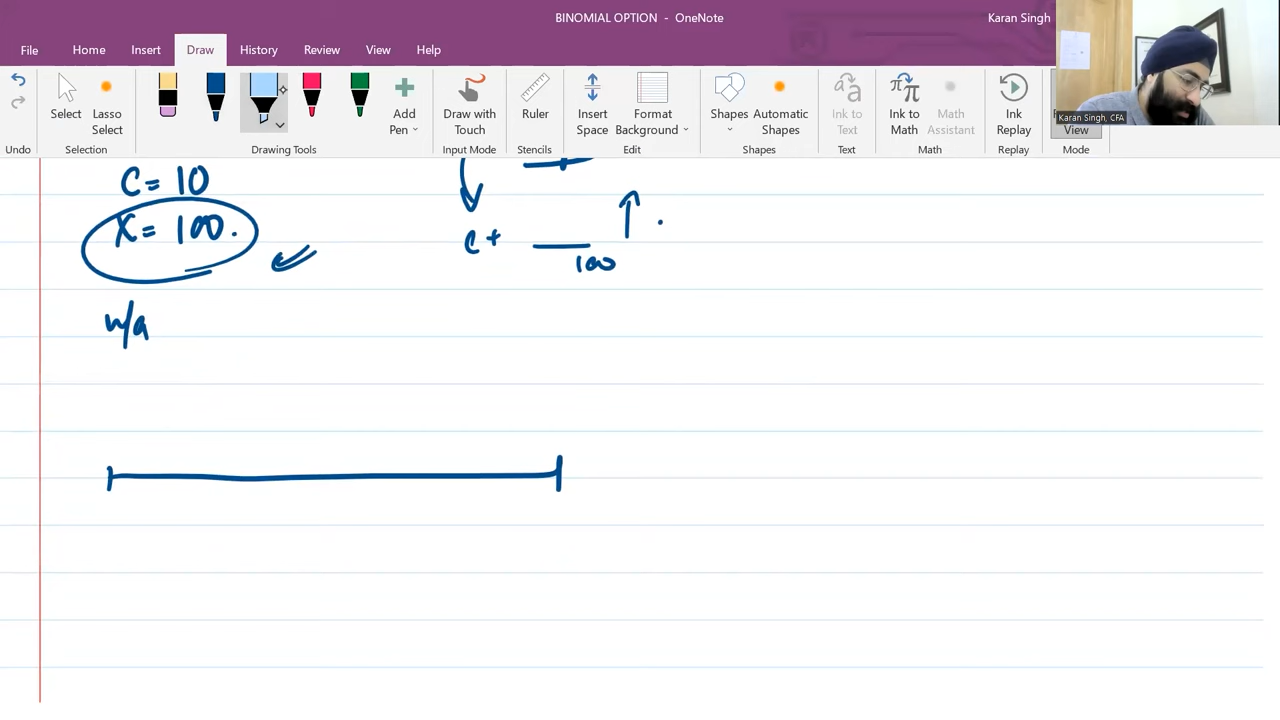 BINOMIAL OPTION - OneNote
Karan Singh
File Home Insert Draw History Review View Help
Select
Lasso Select
Add Pen
Draw with Touch
Ruler
Insert Space
Format Background
Shapes
Automatic Shapes
Ink to Text
Ink to Math
Math Assistant
Ink Replay
View
Karan Singh, CFA
Undo Selection Drawing Tools Input Mode Stencils Edit Shapes Text Math Replay Mode
C = 10
X = 100.
C +
100
n/a